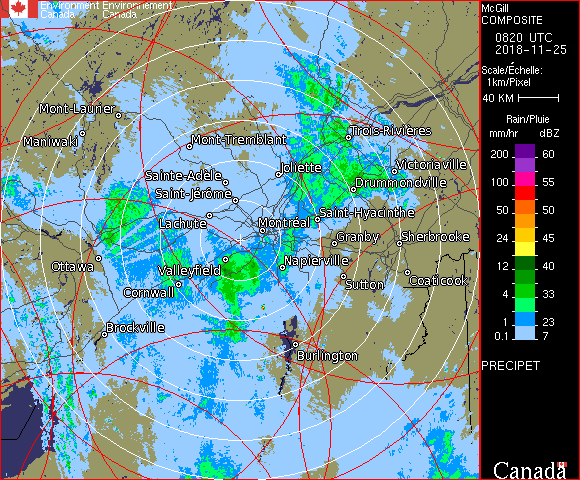 Environment Environnement
Canada Canada
McGill
COMPOSITE
0820 UTC
2018-11-25
Scale/Échelle:
1km/Pixel
40 KM
Rain/Pluie
mm/hr dBZ
200 60
100 55
50 50
24 45
12 40
4 33
1 23
0.1 7
PRECIPET
Canada
Mont-Laurier
Maniwaki
Mont-Tremblant
Trois-Rivières
Joliette
Victoriaville
Sainte-Adèle
Drummondville
Saint-Jérôme
Saint-Hyacinthe
Lachute
Montréal
Granby
Sherbrooke
Ottawa
Valleyfield
Napierville
Cornwall
Sutton
Coaticook
Brockville
Burlington